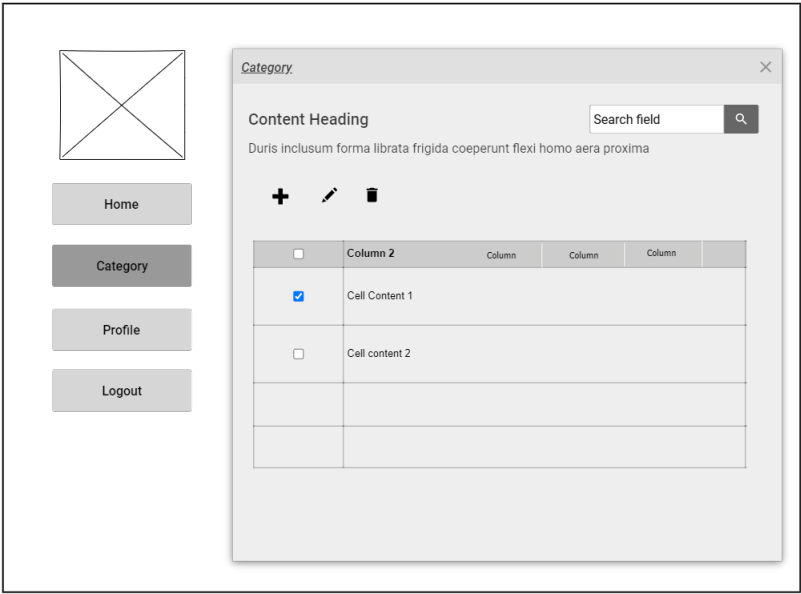 Category
Content Heading
Search field
Duris inclusum forma librata frigida coeperunt flexi homo aera proxima
Home
Category
Profile
Logout
Column 2 Column Column Column
Cell Content 1
Cell content 2